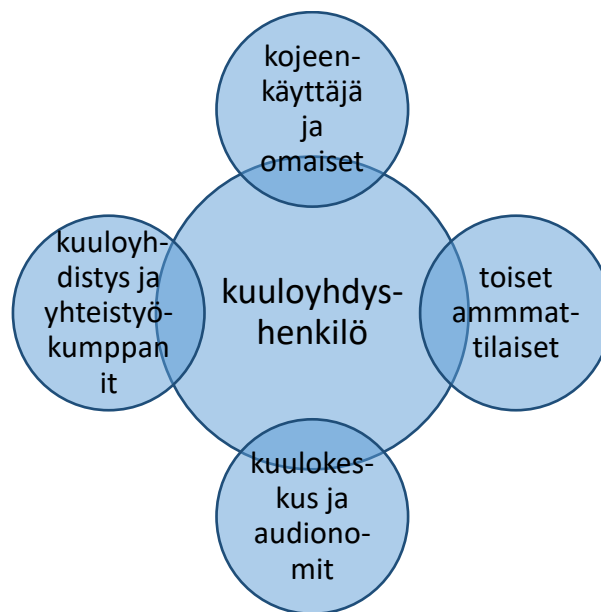 kojeen-
käyttäjä
ja
omaiset
kuuloyh-
distys ja
yhteistyö-
kumppan
it
kuuloyhdys-
henkilö
toiset
ammmat-
tilaiset
kuulokes-
kus ja
audiono-
mit